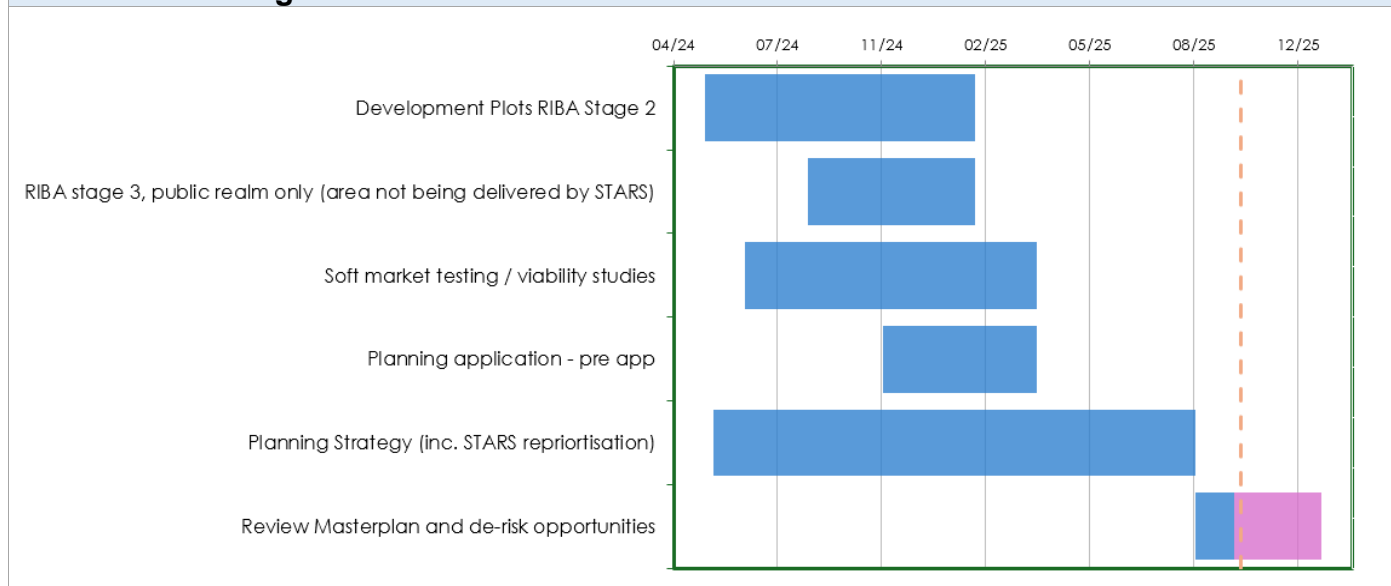 04/24 07/24 11/24 02/25 05/25 08/25 12/25
Development Plots RIBA Stage 2
RIBA stage 3, public realm only (area not being delivered by STARS)
Soft market testing / viability studies
Planning application - pre app
Planning Strategy (inc. STARS repriortisation)
Review Masterplan and de-risk opportunities